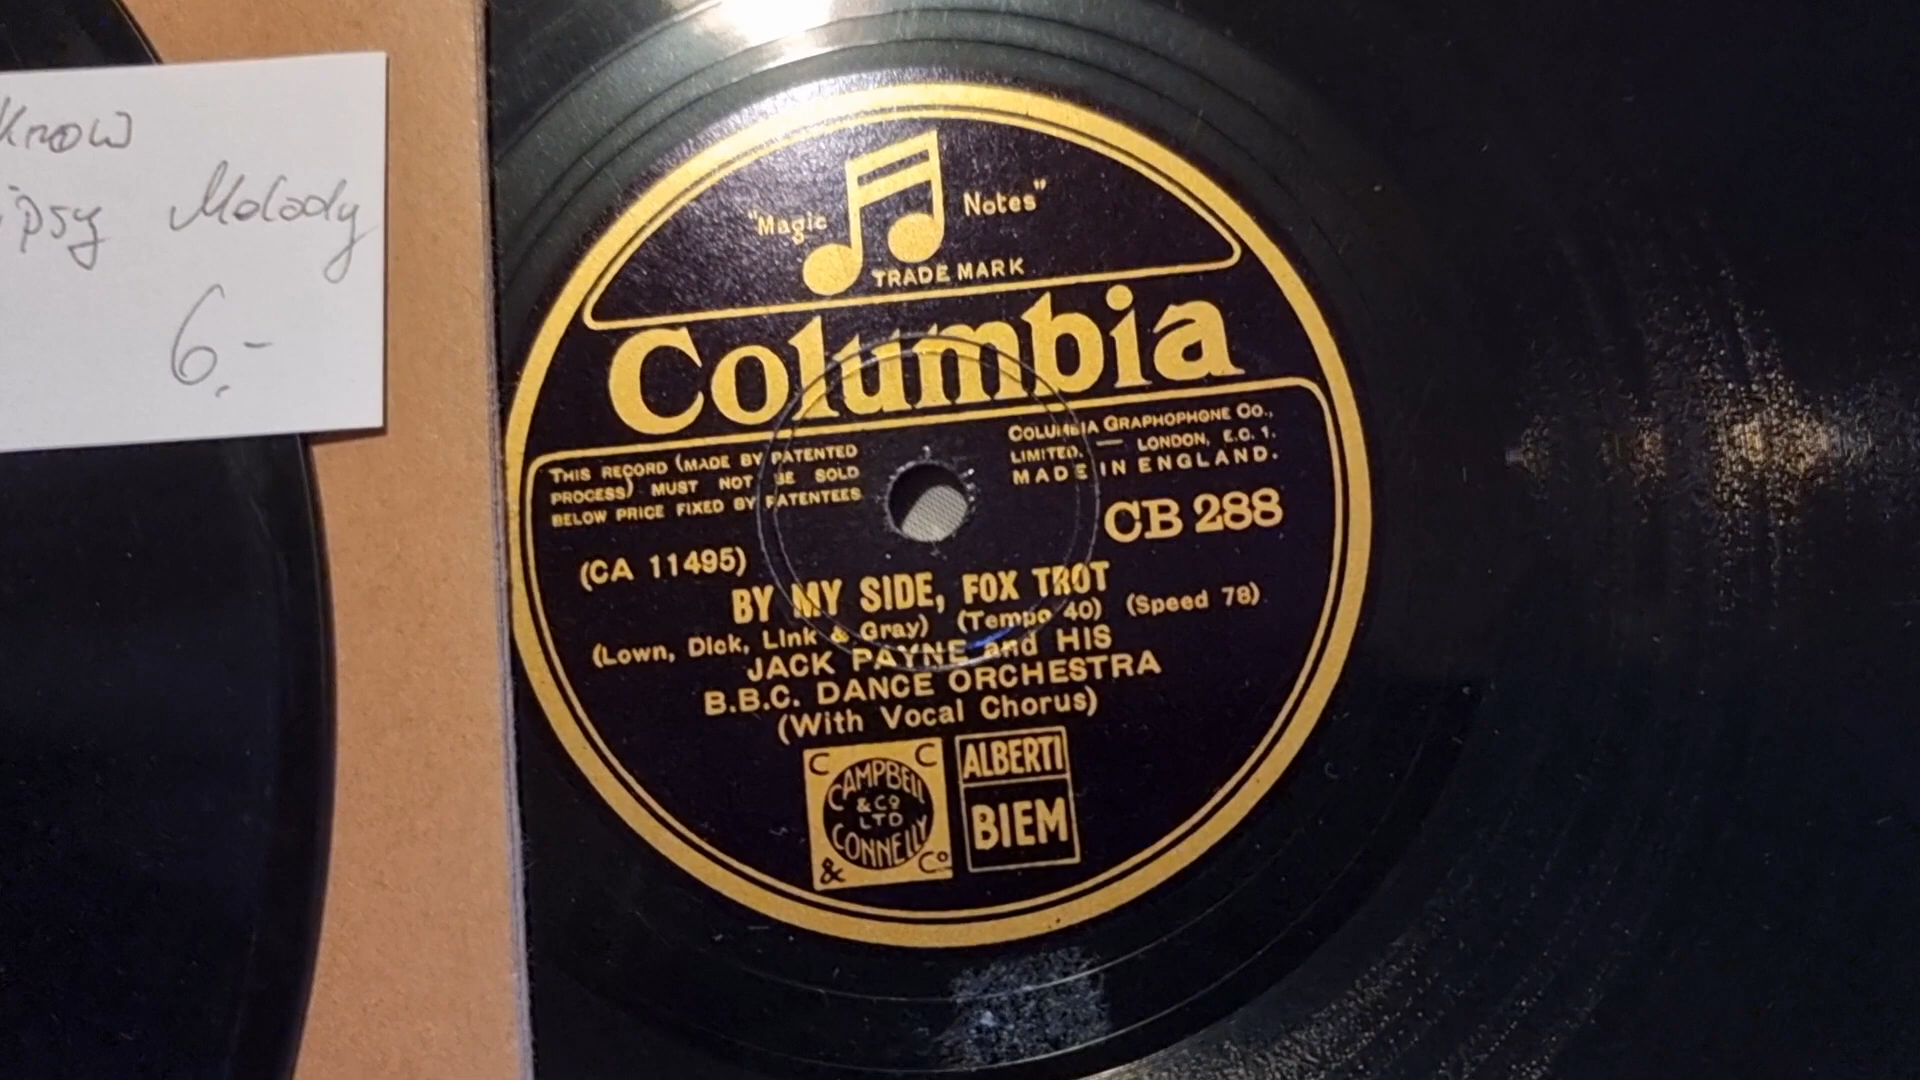 Know
ipsy Melody
6.-
"Magic Notes"
TRADE MARK
Columbia
THIS RECORD (MADE BY PATENTED
PROCESS) MUST NOT BE SOLD
BELOW PRICE FIXED BY PATENTEES
COLUMBIA GRAPHOPHONE CO.,
LIMITED. — LONDON, E.C.1.
MADE IN ENGLAND.
CB 288
(CA 11495)
BY MY SIDE, FOX TROT
(Lown, Dick, Link & Gray) (Tempo 40) (Speed 78)
JACK PAYNE and HIS
B.B.C. DANCE ORCHESTRA
(With Vocal Chorus)
C C
CAMPBELL
& CO
LTD
CONNELLY
& Co
ALBERTI
BIEM